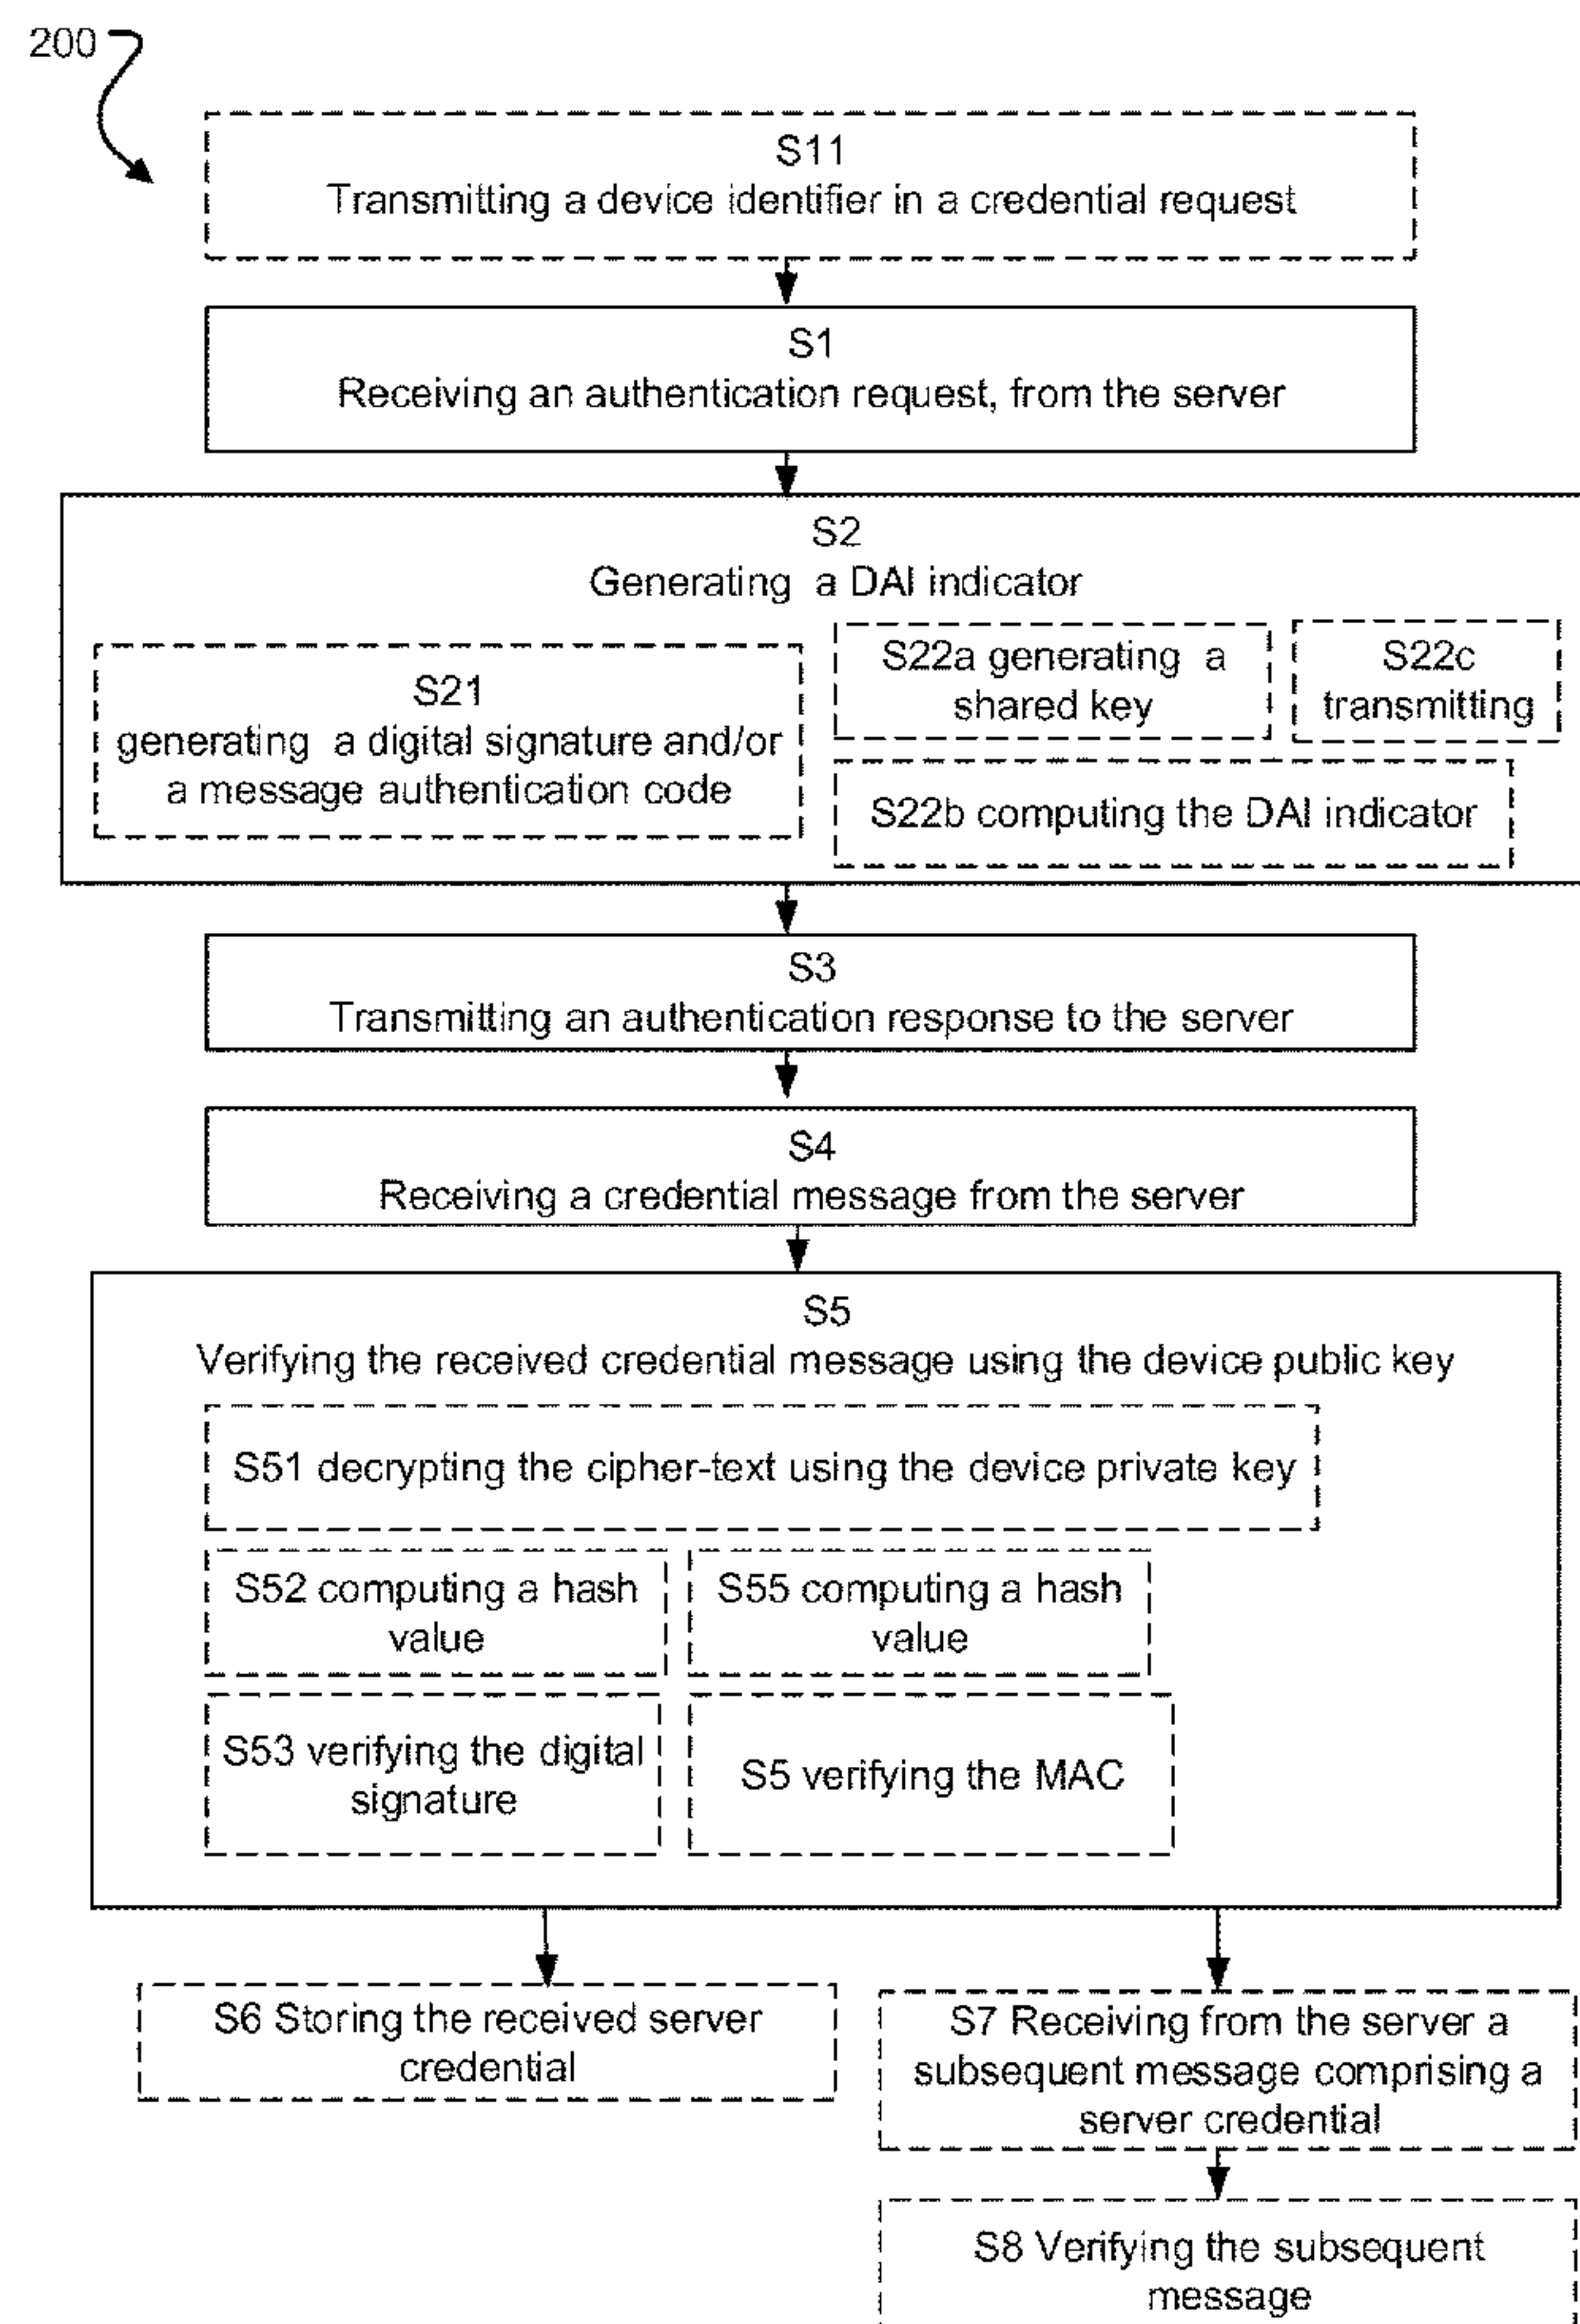 200
S11
Transmitting a device identifier in a credential request
S1
Receiving an authentication request, from the server
S2
Generating a DAI indicator
S21
generating a digital signature and/or
a message authentication code
S22a generating a
shared key
S22c
transmitting
S22b computing the DAI indicator
S3
Transmitting an authentication response to the server
S4
Receiving a credential message from the server
S5
Verifying the received credential message using the device public key
S51 decrypting the cipher-text using the device private key
S52 computing a hash
value
S55 computing a hash
value
S53 verifying the digital
signature
S5 verifying the MAC
S6 Storing the received server
credential
S7 Receiving from the server a
subsequent message comprising a
server credential
S8 Verifying the subsequent
message